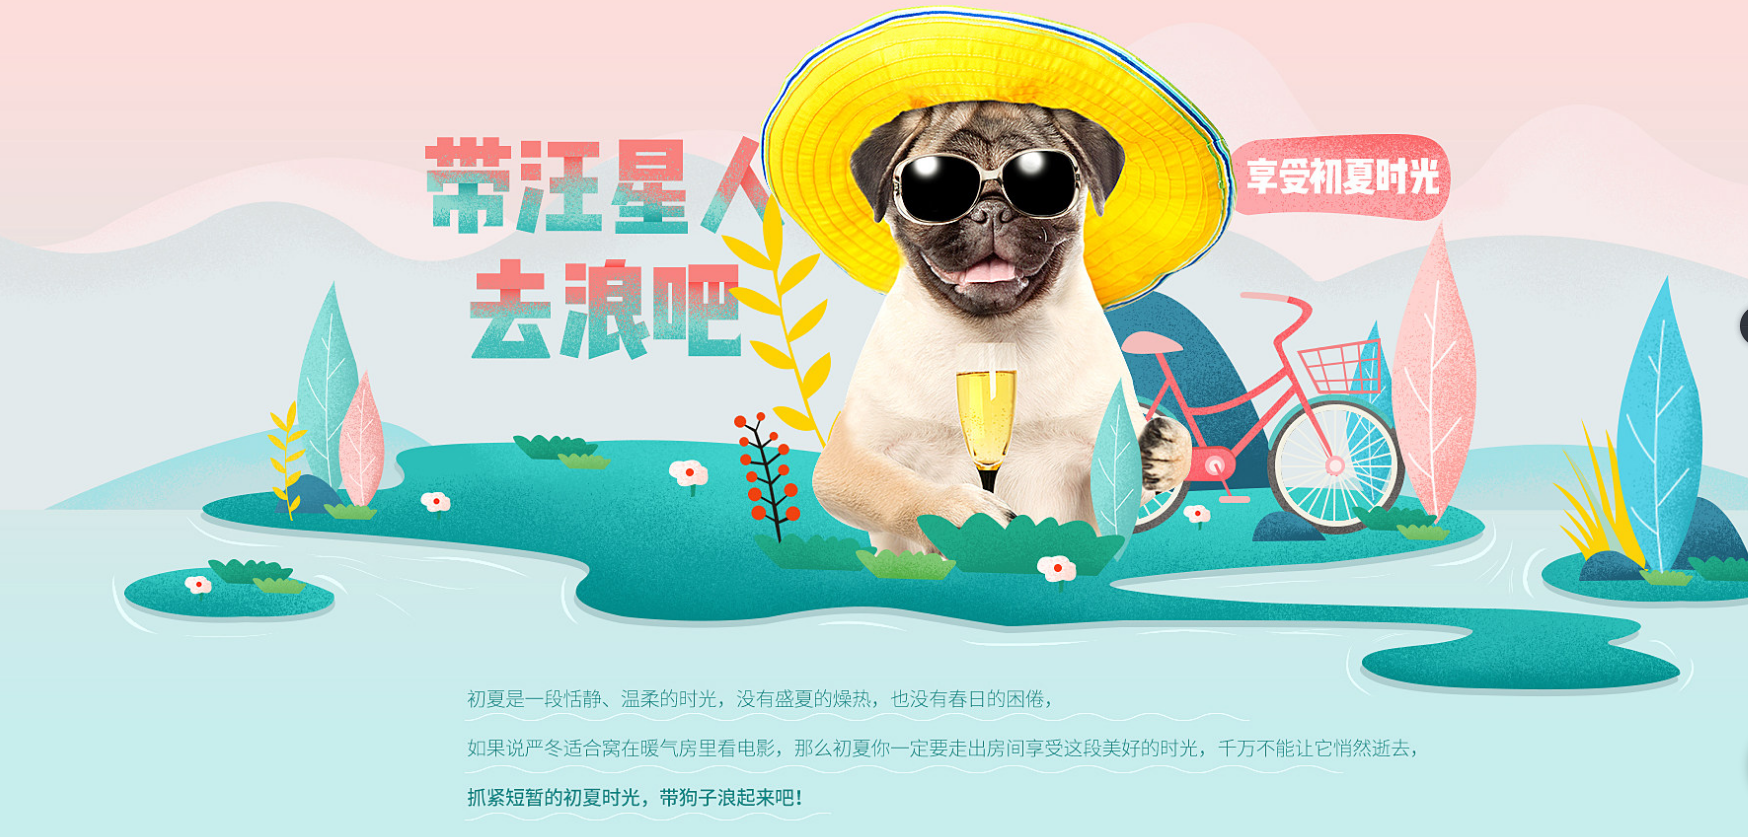 带汪星人
去浪吧
享受初夏时光
初夏是一段恬静、温柔的时光，没有盛夏的燥热，也没有春日的困倦，
如果说严冬适合窝在暖气房里看电影，那么初夏你一定要走出房间享受这段美好的时光，千万不能让它悄然逝去，
抓紧短暂的初夏时光，带狗子浪起来吧！